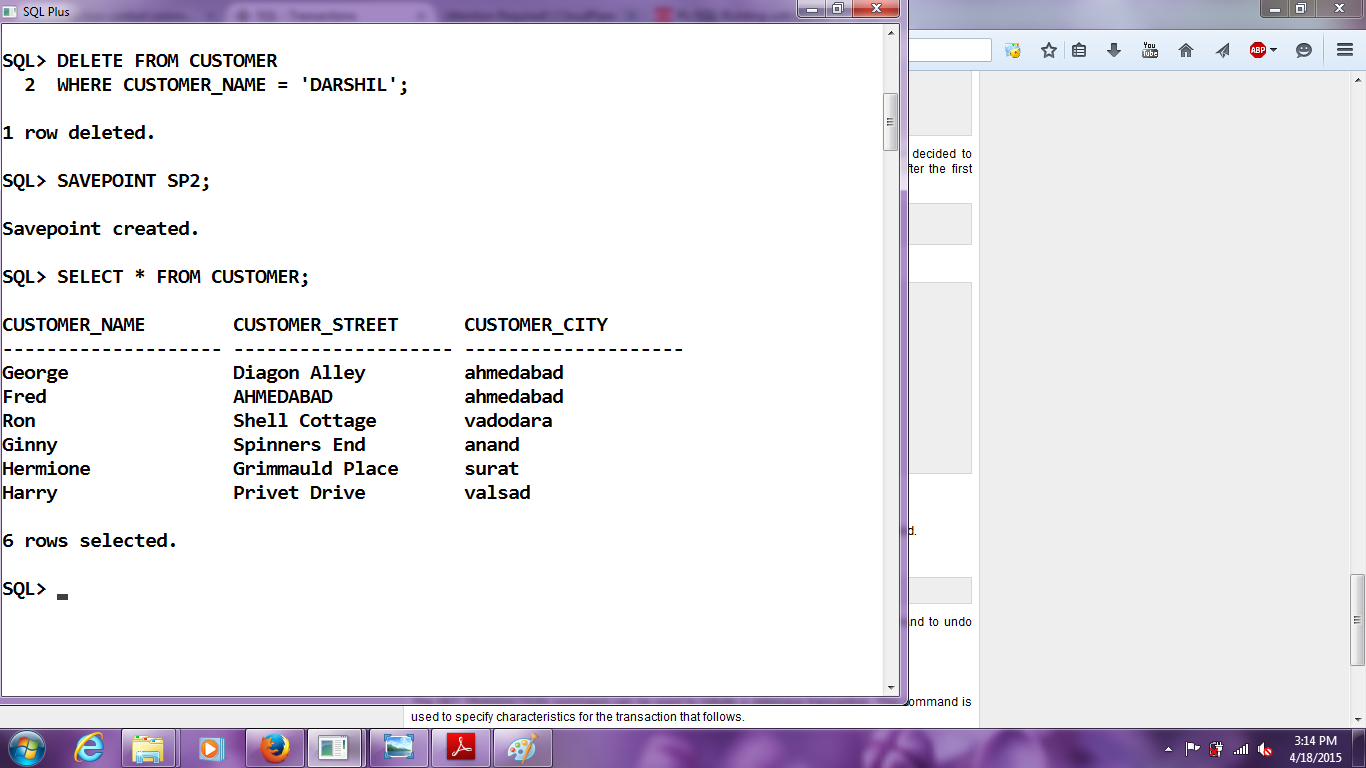 SQL Plus
SQL> DELETE FROM CUSTOMER
2 WHERE CUSTOMER_NAME = 'DARSHIL';
1 row deleted.
SQL> SAVEPOINT SP2;
Savepoint created.
SQL> SELECT * FROM CUSTOMER;
CUSTOMER_NAME CUSTOMER_STREET CUSTOMER_CITY
-------------------- -------------------- --------------------
George Diagon Alley ahmedabad
Fred AHMEDABAD ahmedabad
Ron Shell Cottage vadodara
Ginny Spinners End anand
Hermione Grimmauld Place surat
Harry Privet Drive valsad
6 rows selected.
SQL> _
You Tube
ABP
decided to
fter the first
d.
nd to undo
ommand is
used to specify characteristics for the transaction that follows.
3:14 PM
4/18/2015